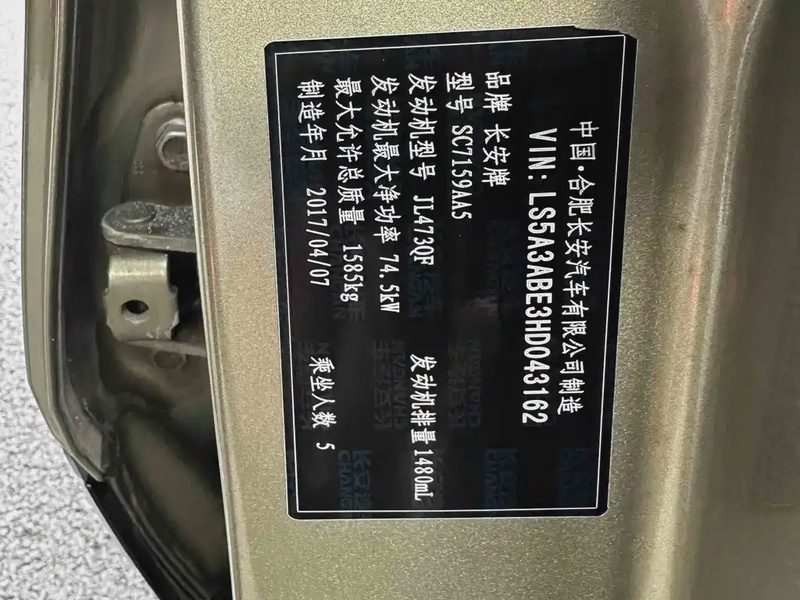 中国·合肥长安汽车有限公司制造
VIN: LS5A3ABE3HD043162
品牌 长安牌
型号 SC7159AA5
发动机型号 JL473QF 发动机排量 1480mL
发动机最大净功率 74.5kW
最大允许总质量 1585kg
制造年月 2017/04/07 乘坐人数 5